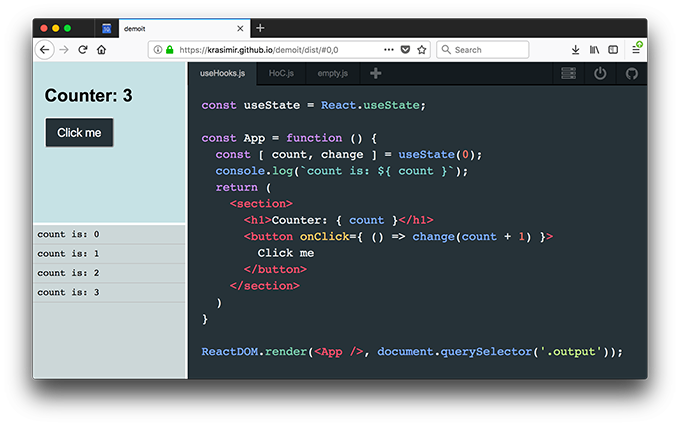 demoit
https://krasimir.github.io/demoit/dist/#0,0
Search
Counter: 3
Click me
count is: 0
count is: 1
count is: 2
count is: 3
useHooks.js
HoC.js
empty.js
const useState = React.useState;
const App = function () {
const [ count, change ] = useState(0);
console.log(`count is: ${ count }`);
return (
<section>
<h1>Counter: { count }</h1>
<button onClick={ () => change(count + 1) }>
Click me
</button>
</section>
)
}
ReactDOM.render(<App />, document.querySelector('.output'));